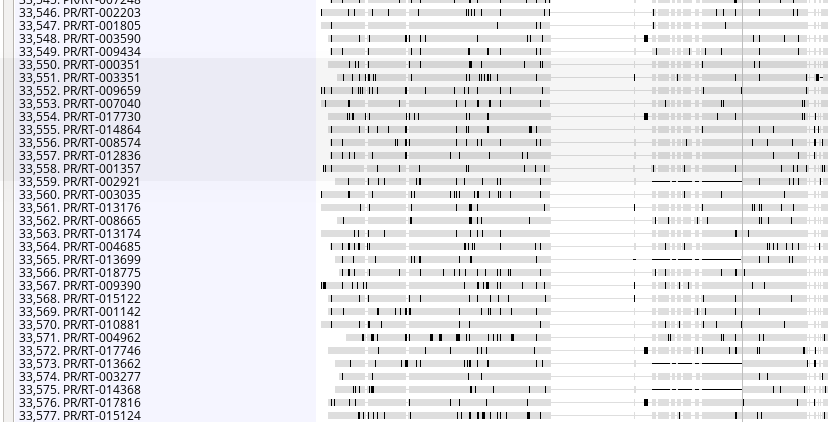 33,545. PR/RT-007248
33,546. PR/RT-002203
33,547. PR/RT-001805
33,548. PR/RT-003590
33,549. PR/RT-009434
33,550. PR/RT-000351
33,551. PR/RT-003351
33,552. PR/RT-009659
33,553. PR/RT-007040
33,554. PR/RT-017730
33,555. PR/RT-014864
33,556. PR/RT-008574
33,557. PR/RT-012836
33,558. PR/RT-001357
33,559. PR/RT-002921
33,560. PR/RT-003035
33,561. PR/RT-013176
33,562. PR/RT-008665
33,563. PR/RT-013174
33,564. PR/RT-004685
33,565. PR/RT-013699
33,566. PR/RT-018775
33,567. PR/RT-009390
33,568. PR/RT-015122
33,569. PR/RT-001142
33,570. PR/RT-010881
33,571. PR/RT-004962
33,572. PR/RT-017746
33,573. PR/RT-013662
33,574. PR/RT-003277
33,575. PR/RT-014368
33,576. PR/RT-017816
33,577. PR/RT-015124